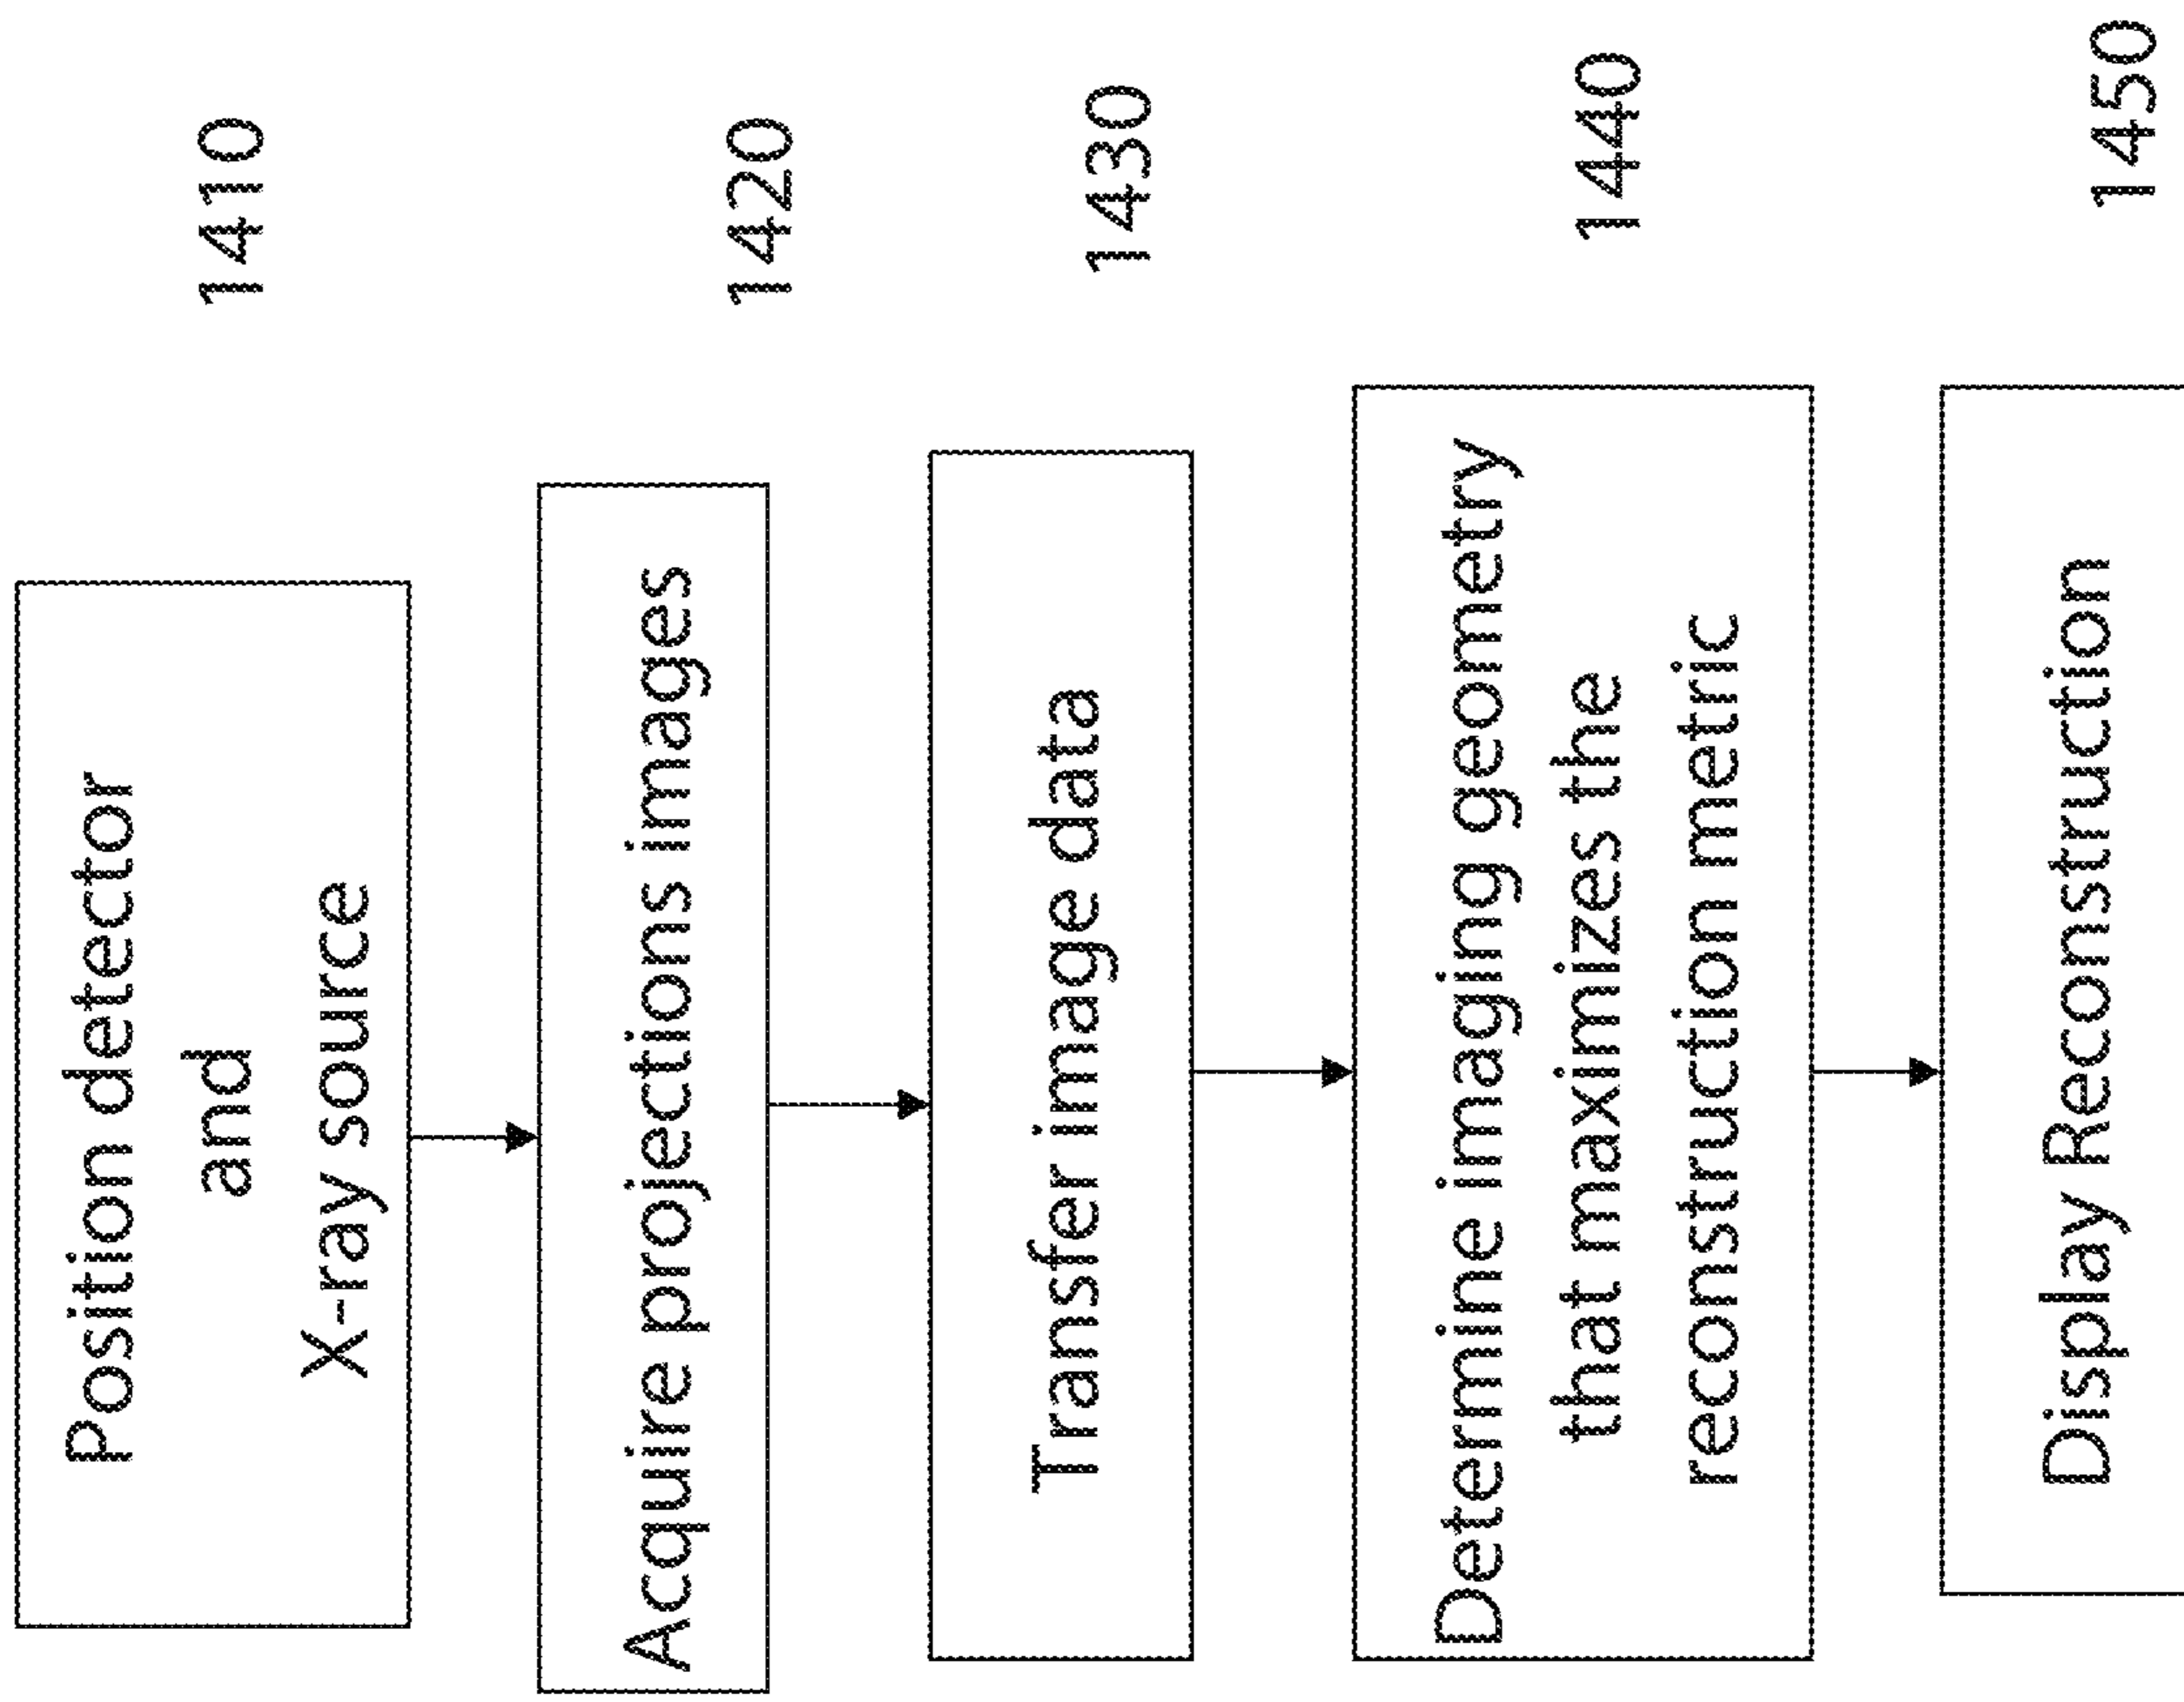 Position detector
and
X-ray source
1410
Acquire projections images
1420
Transfer image data
1430
Determine imaging geometry
that maximizes the
reconstruction metric
1440
Display Reconstruction
1450